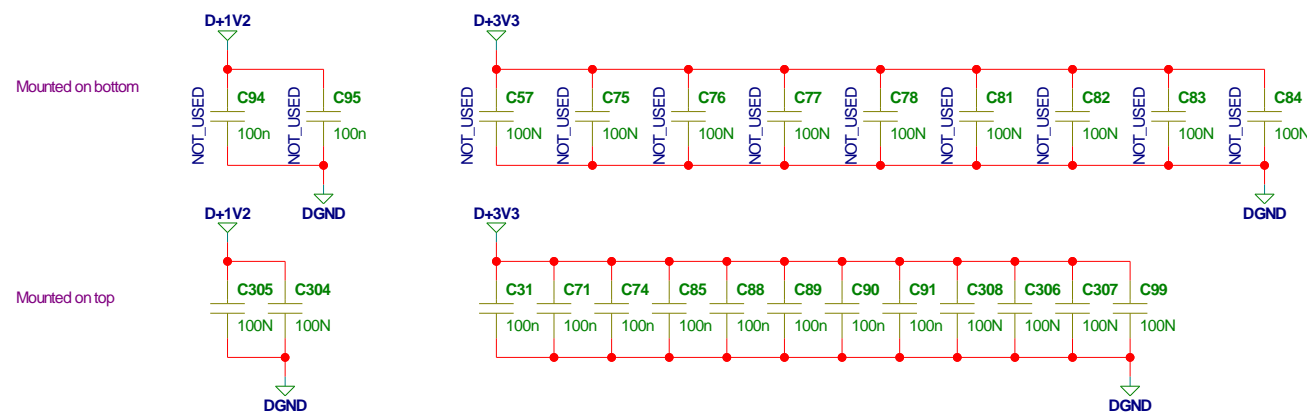 D+1V2
D+3V3
Mounted on bottom
C94 C95 C57 C75 C76 C77 C78 C81 C82 C83 C84
NOT_USED NOT_USED NOT_USED NOT_USED NOT_USED NOT_USED NOT_USED NOT_USED NOT_USED NOT_USED NOT_USED
100n 100n 100N 100N 100N 100N 100N 100N 100N 100N 100N
DGND
DGND
D+1V2
D+3V3
Mounted on top
C305 C304 C31 C71 C74 C85 C88 C89 C90 C91 C308 C306 C307 C99
100N 100N 100n 100n 100n 100n 100n 100n 100n 100n 100N 100N 100N 100N
DGND
DGND